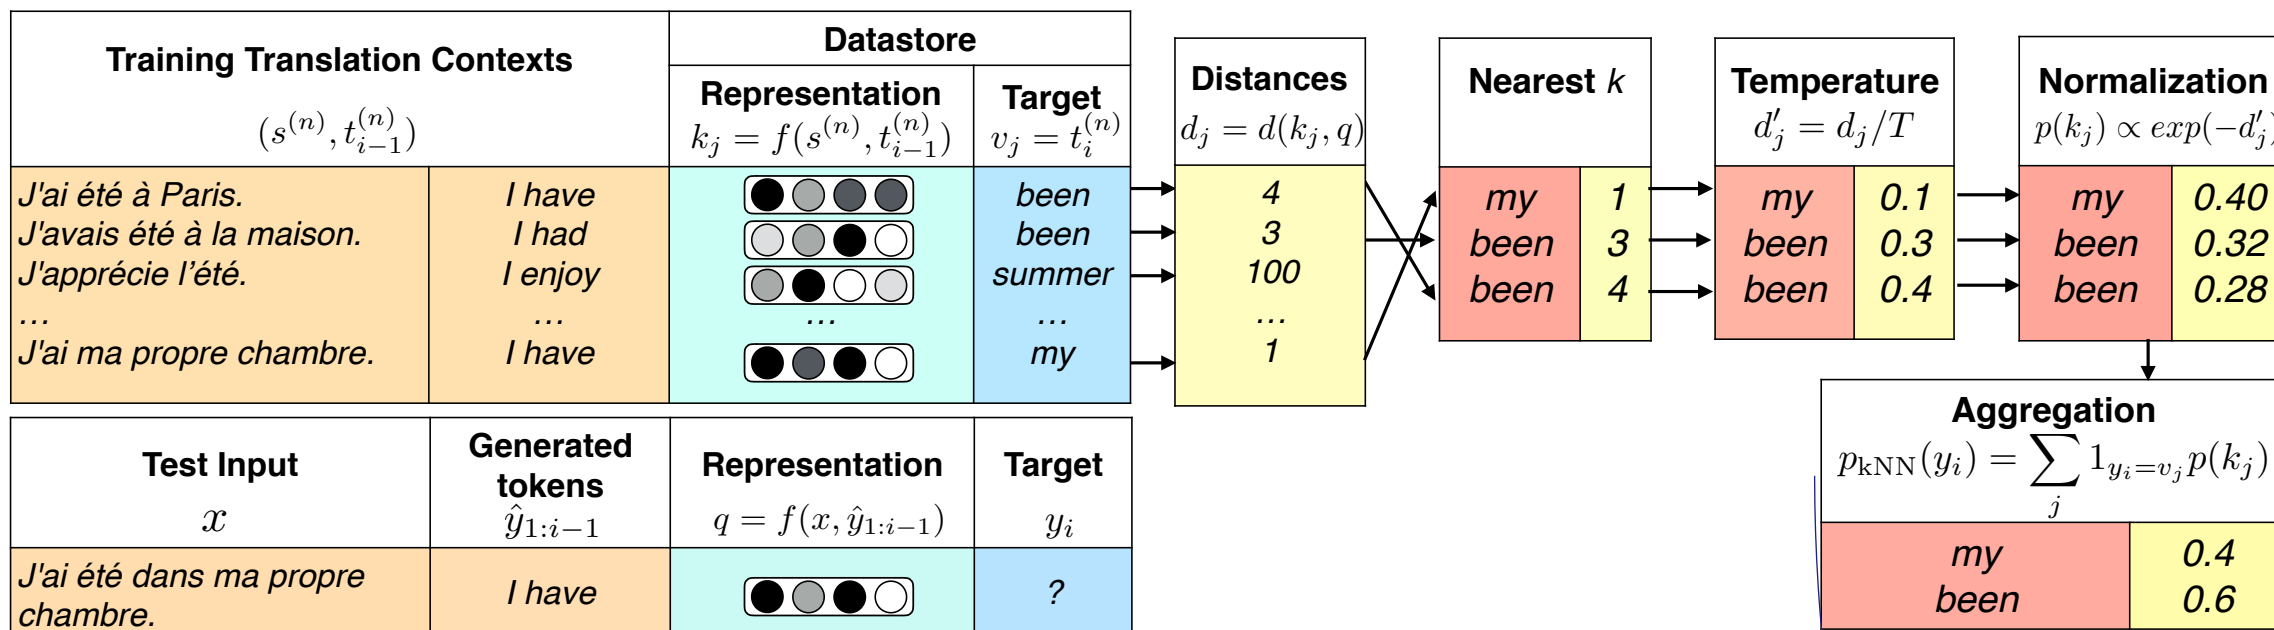 Training Translation Contexts
(s^{(n)}, t_{i-1}^{(n)})
Datastore
Representation
k_j = f(s^{(n)}, t_{i-1}^{(n)})
Target
v_j = t_i^{(n)}
J'ai été à Paris. I have been
J'avais été à la maison. I had been
J'apprécie l'été. I enjoy summer
… … … …
J'ai ma propre chambre. I have my
Distances
d_j = d(k_j, q)
4
3
100
…
1
Nearest k
my 1
been 3
been 4
Temperature
d'_j = d_j/T
my 0.1
been 0.3
been 0.4
Normalization
p(k_j) ∝ exp(−d'_j)
my 0.40
been 0.32
been 0.28
Aggregation
p_{kNN}(y_i) = ∑_j 1_{y_i=v_j} p(k_j)
my 0.4
been 0.6
Test Input
x
Generated
tokens
ŷ_{1:i−1}
Representation
q = f(x, ŷ_{1:i−1})
Target
y_i
J'ai été dans ma propre
chambre.
I have
?